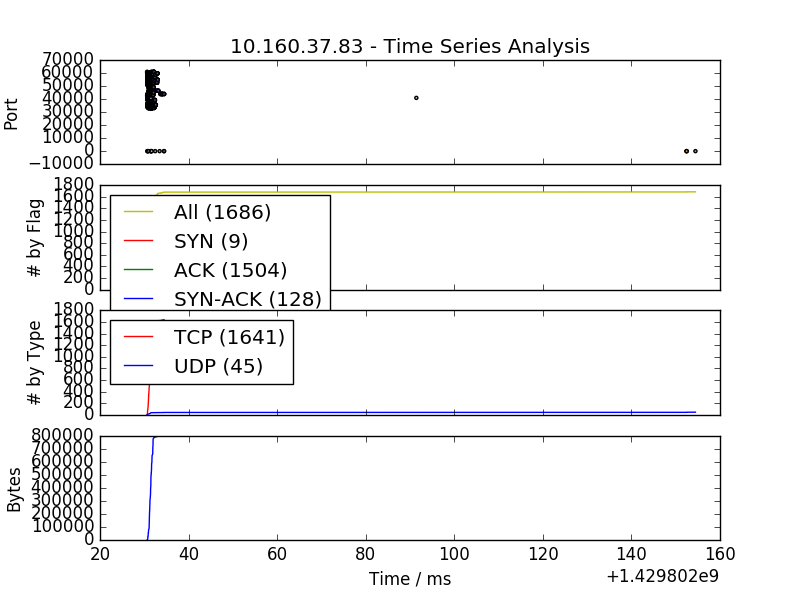 10.160.37.83 - Time Series Analysis
70000
60000
50000
40000
30000
20000
10000
0
−10000
Port
1800
1600
1400
1200
1000
800
600
400
200
0
# by Flag
All (1686)
SYN (9)
ACK (1504)
SYN-ACK (128)
1800
1600
1400
1200
1000
800
600
400
200
0
# by Type
TCP (1641)
UDP (45)
800000
700000
600000
500000
400000
300000
200000
100000
0
Bytes
20 40 60 80 100 120 140 160
Time / ms
+1.429802e9